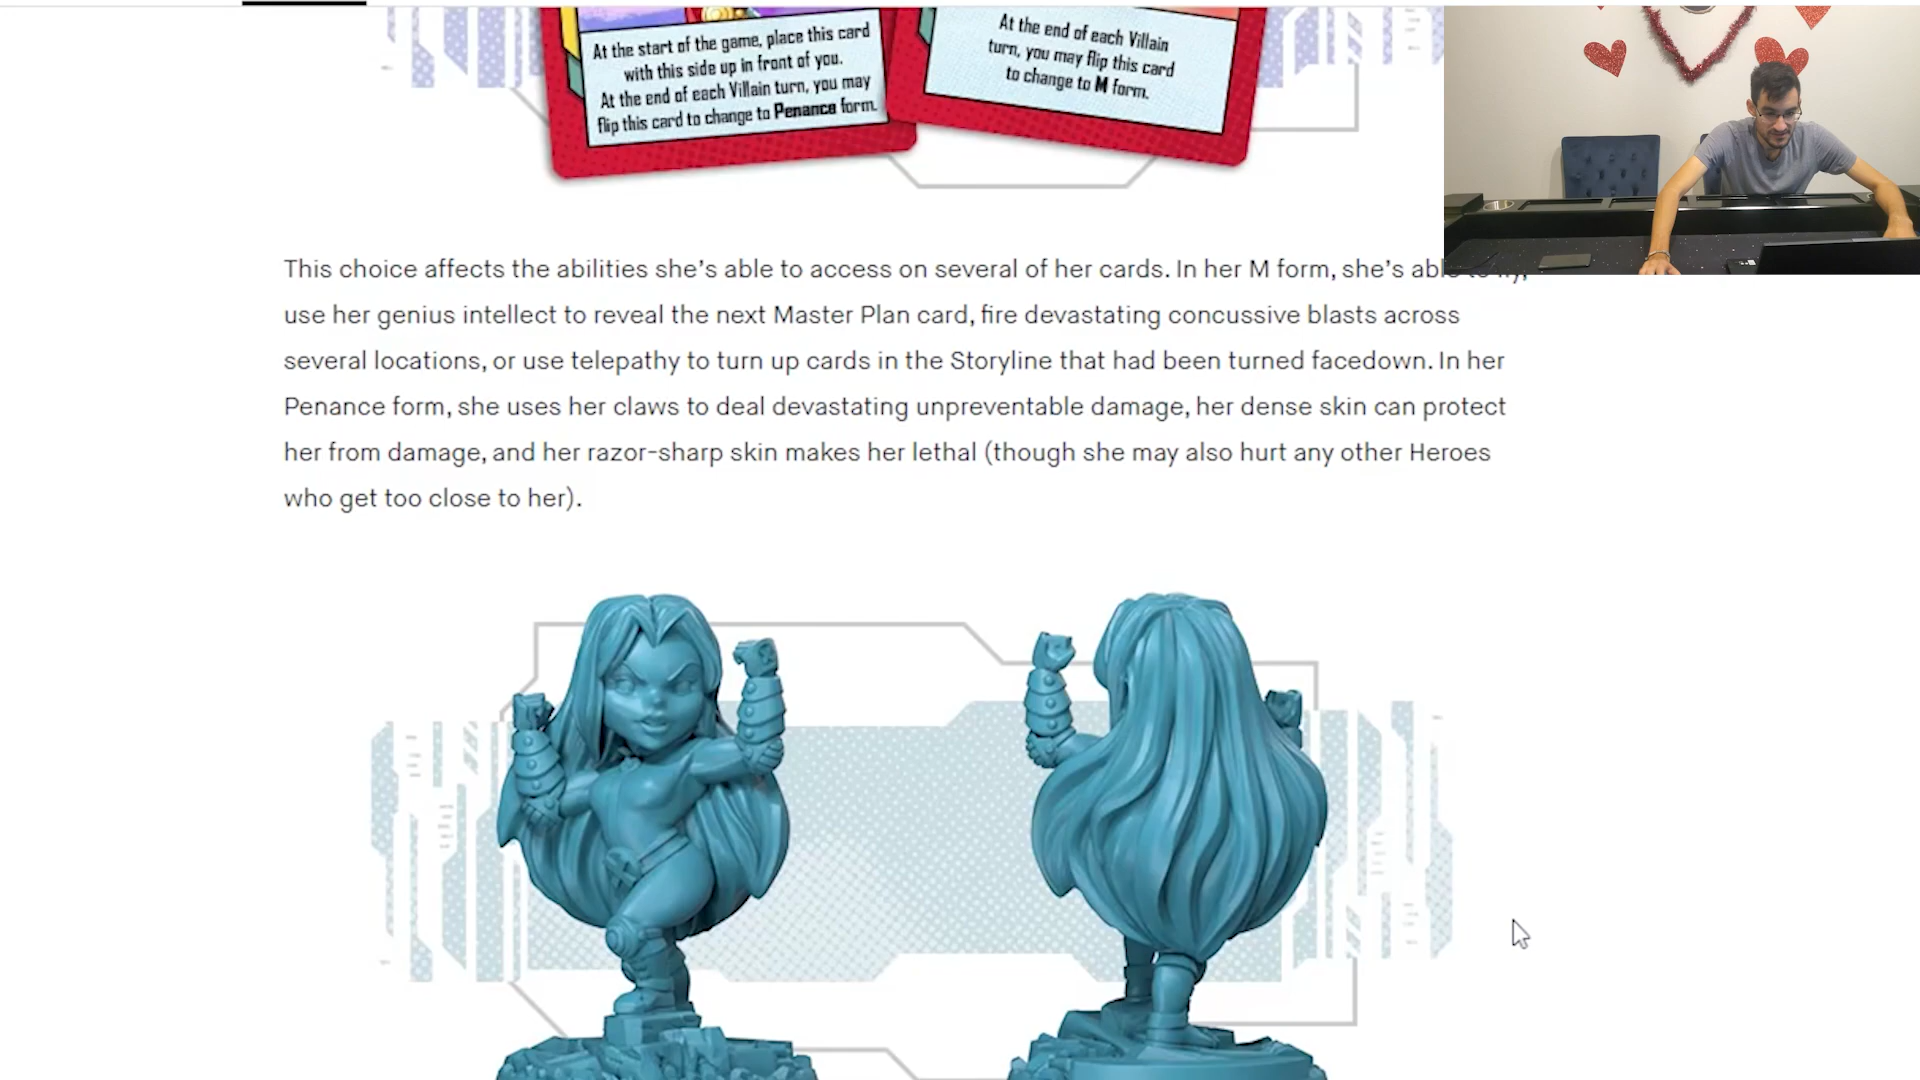 At the start of the game, place this card
with this side up in front of you.
At the end of each Villain turn, you may
flip this card to change to Penance form.
At the end of each Villain
turn, you may flip this card
to change to M form.
This choice affects the abilities she's able to access on several of her cards. In her M form, she's able to fly,
use her genius intellect to reveal the next Master Plan card, fire devastating concussive blasts across
several locations, or use telepathy to turn up cards in the Storyline that had been turned facedown. In her
Penance form, she uses her claws to deal devastating unpreventable damage, her dense skin can protect
her from damage, and her razor-sharp skin makes her lethal (though she may also hurt any other Heroes
who get too close to her).